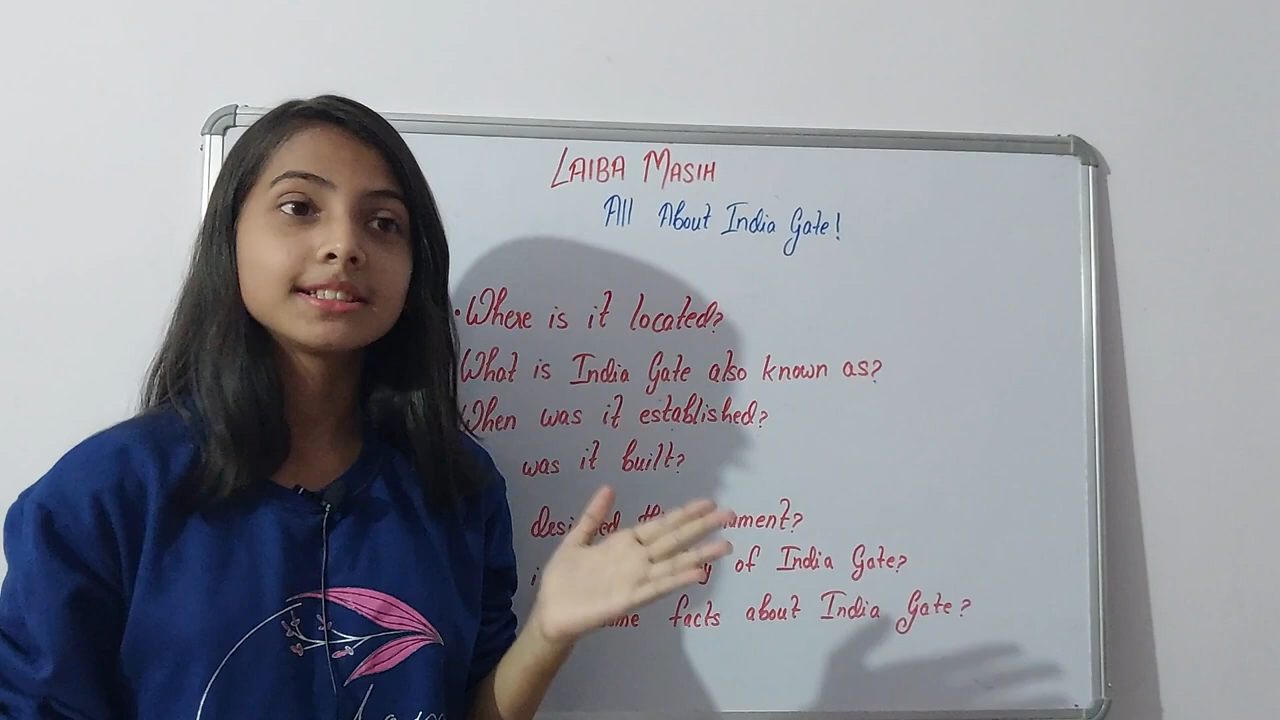 LAIBA MASIH
All About India Gate!
• Where is it located?
What is India Gate also known as?
When was it established?
was it built?
of India Gate?
facts about India Gate?